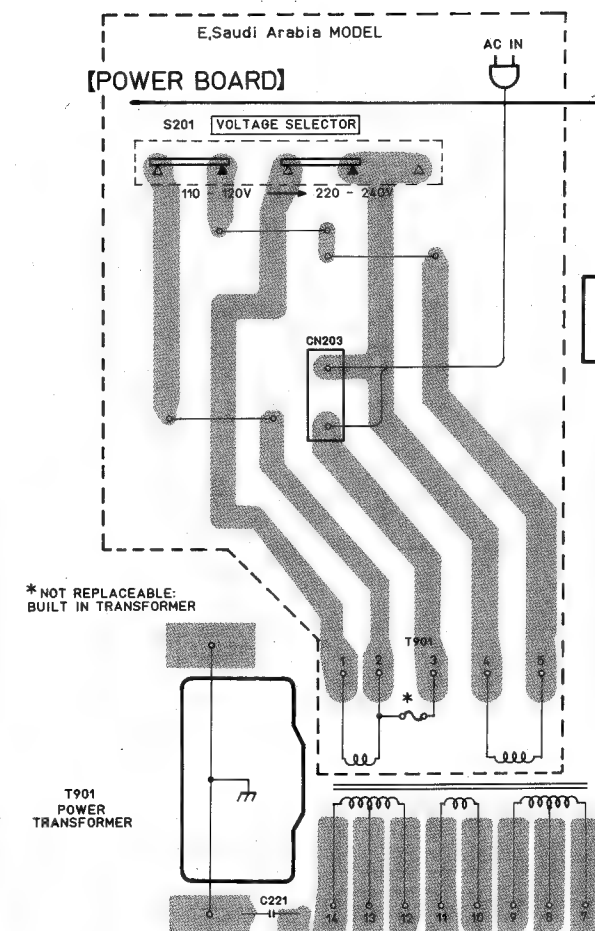 E,Saudi Arabia MODEL
AC IN
【POWER BOARD】
S201 VOLTAGE SELECTOR
110 - 120V → 220 - 240V
CN203
* NOT REPLACEABLE:
BUILT IN TRANSFORMER
T901
1 2 3 4 5
*
T901
POWER
TRANSFORMER
C221
14 13 12 11 10 9 8 7